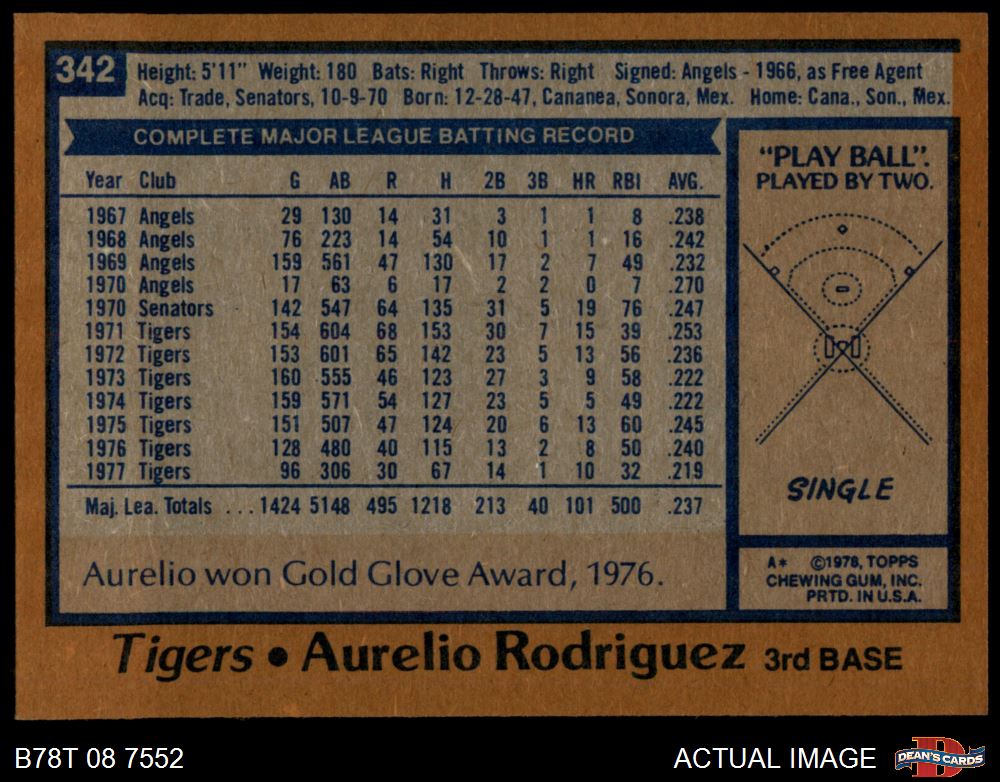 342
Height: 5'11" Weight: 180 Bats: Right Throws: Right Signed: Angels - 1966, as Free Agent
Acq: Trade, Senators, 10-9-70 Born: 12-28-47, Cananea, Sonora, Mex. Home: Cana., Son., Mex.
COMPLETE MAJOR LEAGUE BATTING RECORD
Year Club G AB R H 2B 3B HR RBI AVG.
1967 Angels 29 130 14 31 3 1 1 8 .238
1968 Angels 76 223 14 54 10 1 1 16 .242
1969 Angels 159 561 47 130 17 2 7 49 .232
1970 Angels 17 63 6 17 2 2 0 7 .270
1970 Senators 142 547 64 135 31 5 19 76 .247
1971 Tigers 154 604 68 153 30 7 15 39 .253
1972 Tigers 153 601 65 142 23 5 13 56 .236
1973 Tigers 160 555 46 123 27 3 9 58 .222
1974 Tigers 159 571 54 127 23 5 5 49 .222
1975 Tigers 151 507 47 124 20 6 13 60 .245
1976 Tigers 128 480 40 115 13 2 8 50 .240
1977 Tigers 96 306 30 67 14 1 10 32 .219
Maj. Lea. Totals ... 1424 5148 495 1218 213 40 101 500 .237
Aurelio won Gold Glove Award, 1976.
"PLAY BALL".
PLAYED BY TWO.
SINGLE
A* ©1978, TOPPS
CHEWING GUM, INC.
PRTD. IN U.S.A.
Tigers • Aurelio Rodriguez 3rd BASE
B78T 08 7552
ACTUAL IMAGE
D
DEAN'S CARDS